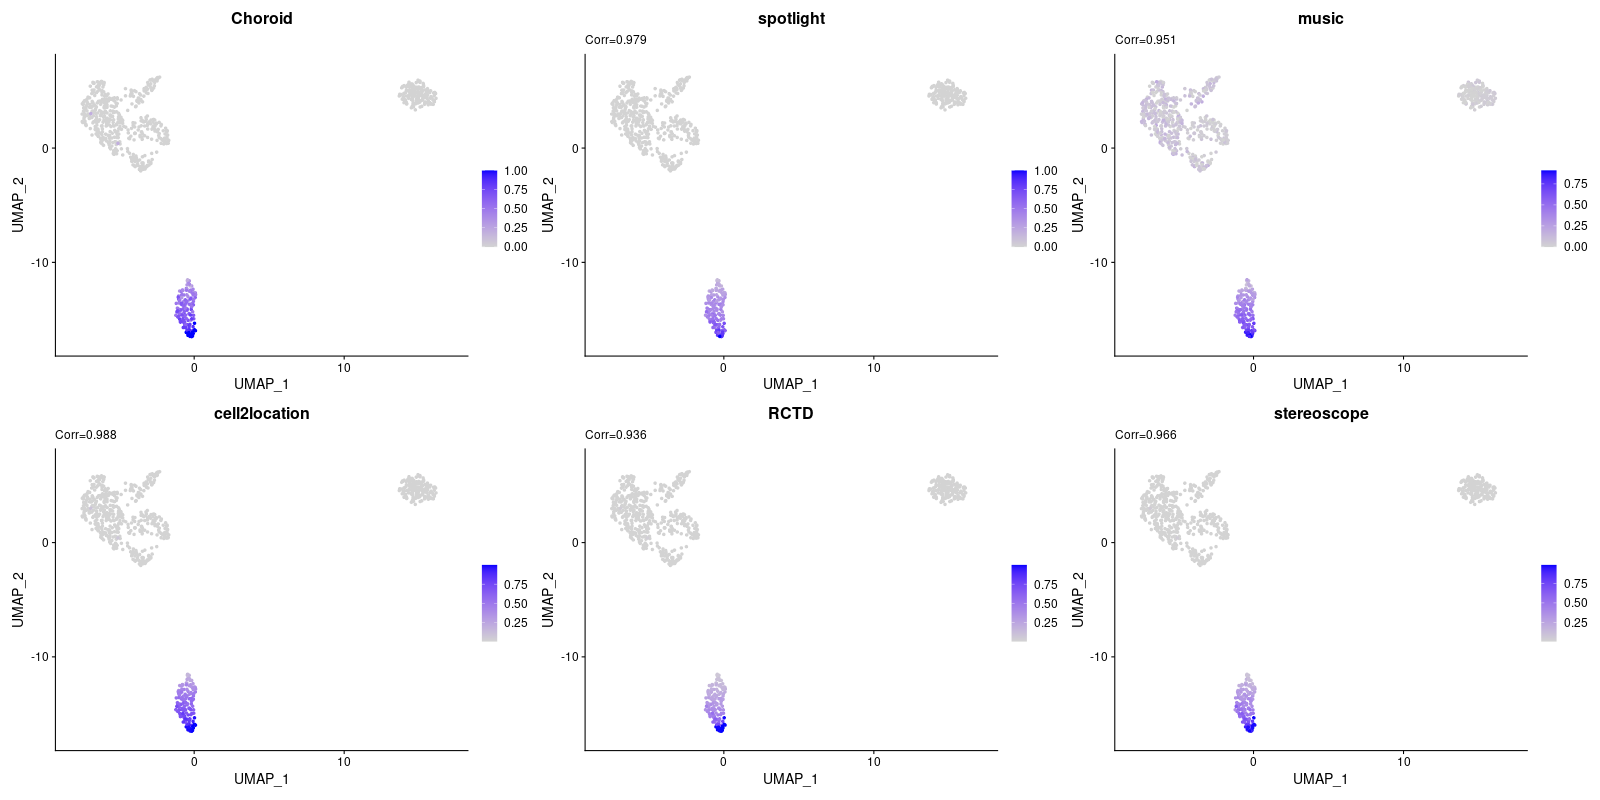 Choroid
UMAP_2
0
-10
0
10
UMAP_1
1.00
0.75
0.50
0.25
0.00
spotlight
Corr=0.979
UMAP_2
0
-10
0
10
UMAP_1
1.00
0.75
0.50
0.25
0.00
music
Corr=0.951
UMAP_2
0
-10
0
10
UMAP_1
0.75
0.50
0.25
0.00
cell2location
Corr=0.988
UMAP_2
0
-10
0
10
UMAP_1
0.75
0.50
0.25
RCTD
Corr=0.936
UMAP_2
0
-10
0
10
UMAP_1
0.75
0.50
0.25
stereoscope
Corr=0.966
UMAP_2
0
-10
0
10
UMAP_1
0.75
0.50
0.25